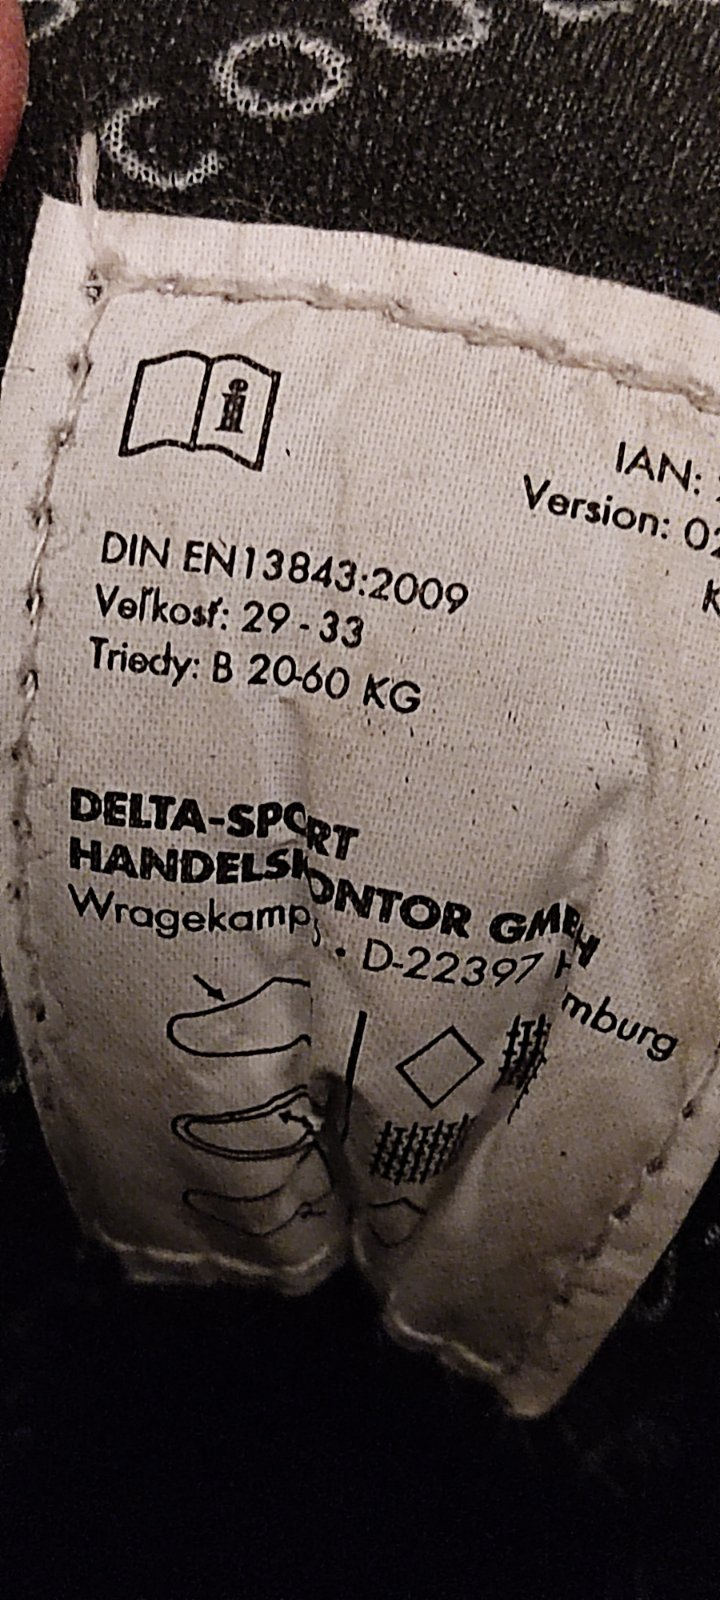 i
IAN:
Version: 02
DIN EN13843:2009
Veľkosť: 29 - 33
Triedy: B 20-60 KG
DELTA-SPORT
HANDELSKONTOR GMBH
Wragekamp • D-22397 mburg